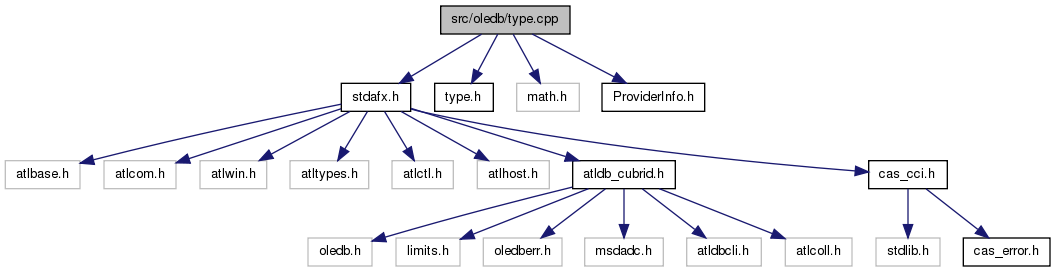 src/oledb/type.cpp
stdafx.h
type.h
math.h
ProviderInfo.h
atlbase.h
atlcom.h
atlwin.h
atltypes.h
atlctl.h
atlhost.h
atldb_cubrid.h
cas_cci.h
oledb.h
limits.h
oledberr.h
msdadc.h
atldbcli.h
atlcoll.h
stdlib.h
cas_error.h